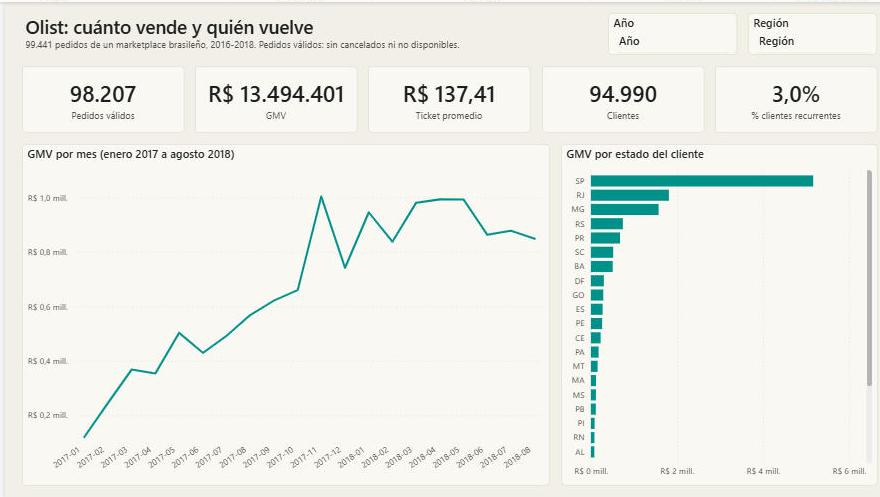 Olist: cuánto vende y quién vuelve
99.441 pedidos de un marketplace brasileño, 2016-2018. Pedidos válidos: sin cancelados ni no disponibles.
Año
Año
Región
Región
98.207
Pedidos válidos
R$ 13.494.401
GMV
R$ 137,41
Ticket promedio
94.990
Clientes
3,0%
% clientes recurrentes
GMV por mes (enero 2017 a agosto 2018)
R$ 1,0 mill.
R$ 0,8 mill.
R$ 0,6 mill.
R$ 0,4 mill.
R$ 0,2 mill.
2017-01
2017-02
2017-03
2017-04
2017-05
2017-06
2017-07
2017-08
2017-09
2017-10
2017-11
2017-12
2018-01
2018-02
2018-03
2018-04
2018-05
2018-06
2018-07
2018-08
GMV por estado del cliente
SP
RJ
MG
RS
PR
SC
BA
DF
GO
ES
PE
CE
PA
MT
MA
MS
PB
PI
RN
AL
R$ 0 mill.
R$ 2 mill.
R$ 4 mill.
R$ 6 mill.